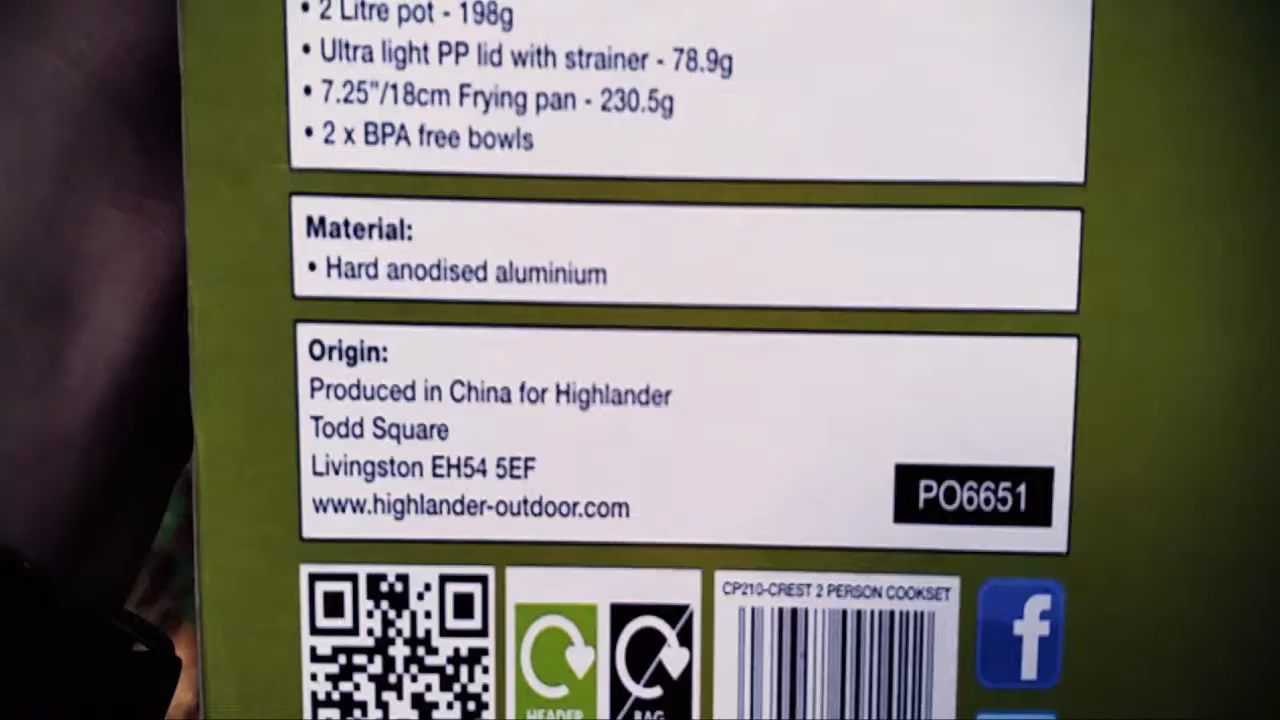 • 2 Litre pot - 198g
• Ultra light PP lid with strainer - 78.9g
• 7.25"/18cm Frying pan - 230.5g
• 2 x BPA free bowls
Material:
• Hard anodised aluminium
Origin:
Produced in China for Highlander
Todd Square
Livingston EH54 5EF
www.highlander-outdoor.com
PO6651
CP210-CREST 2 PERSON COOKSET
f
HEADER
BAG